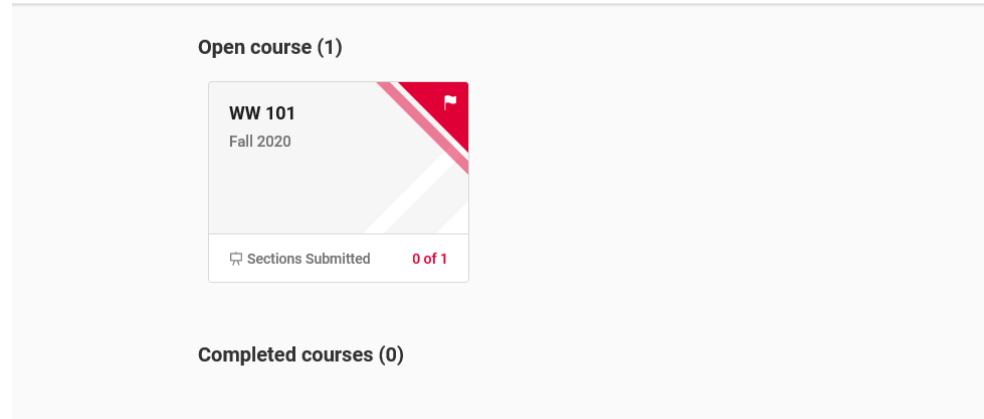 Open course (1)
WW 101
Fall 2020
Sections Submitted 0 of 1
Completed courses (0)